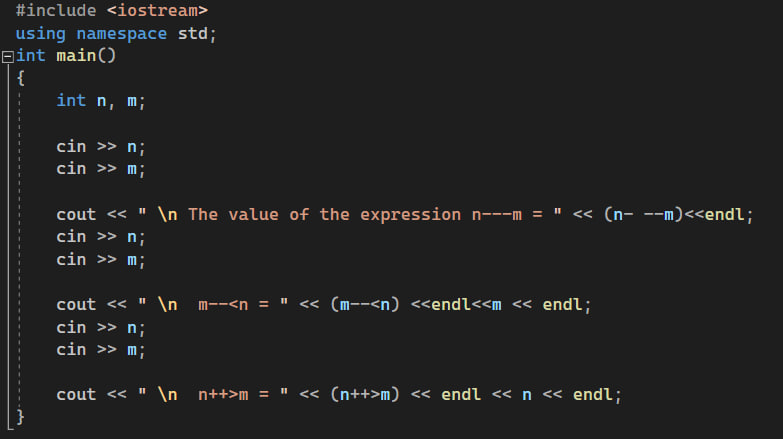 #include <iostream>
using namespace std;
int main()
{
int n, m;
cin >> n;
cin >> m;
cout << " \n The value of the expression n---m = " << (n- --m)<<endl;
cin >> n;
cin >> m;
cout << " \n  m--<n = " << (m--<n) <<endl<<m << endl;
cin >> n;
cin >> m;
cout << " \n  n++>m = " << (n++>m) << endl << n << endl;
}